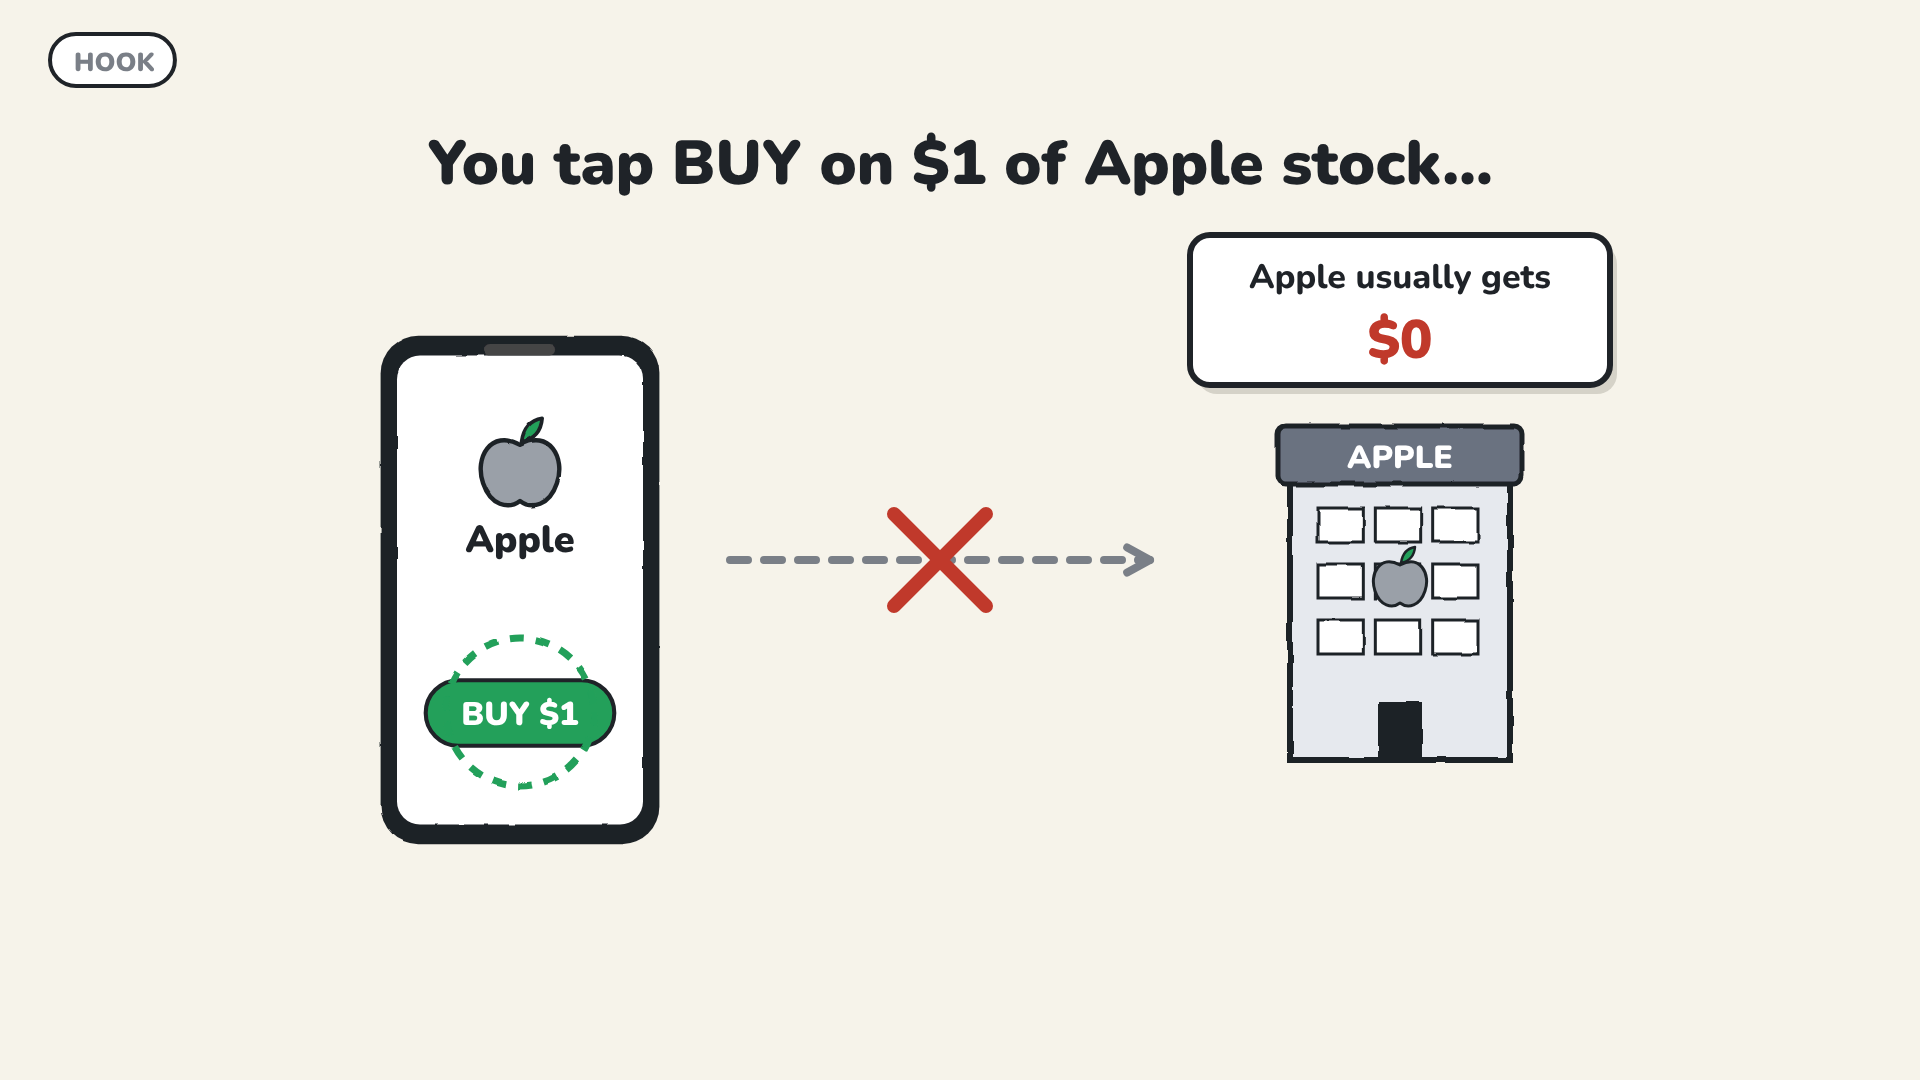 HOOK
You tap BUY on $1 of Apple stock...
Apple usually gets
$0
APPLE
Apple
BUY $1